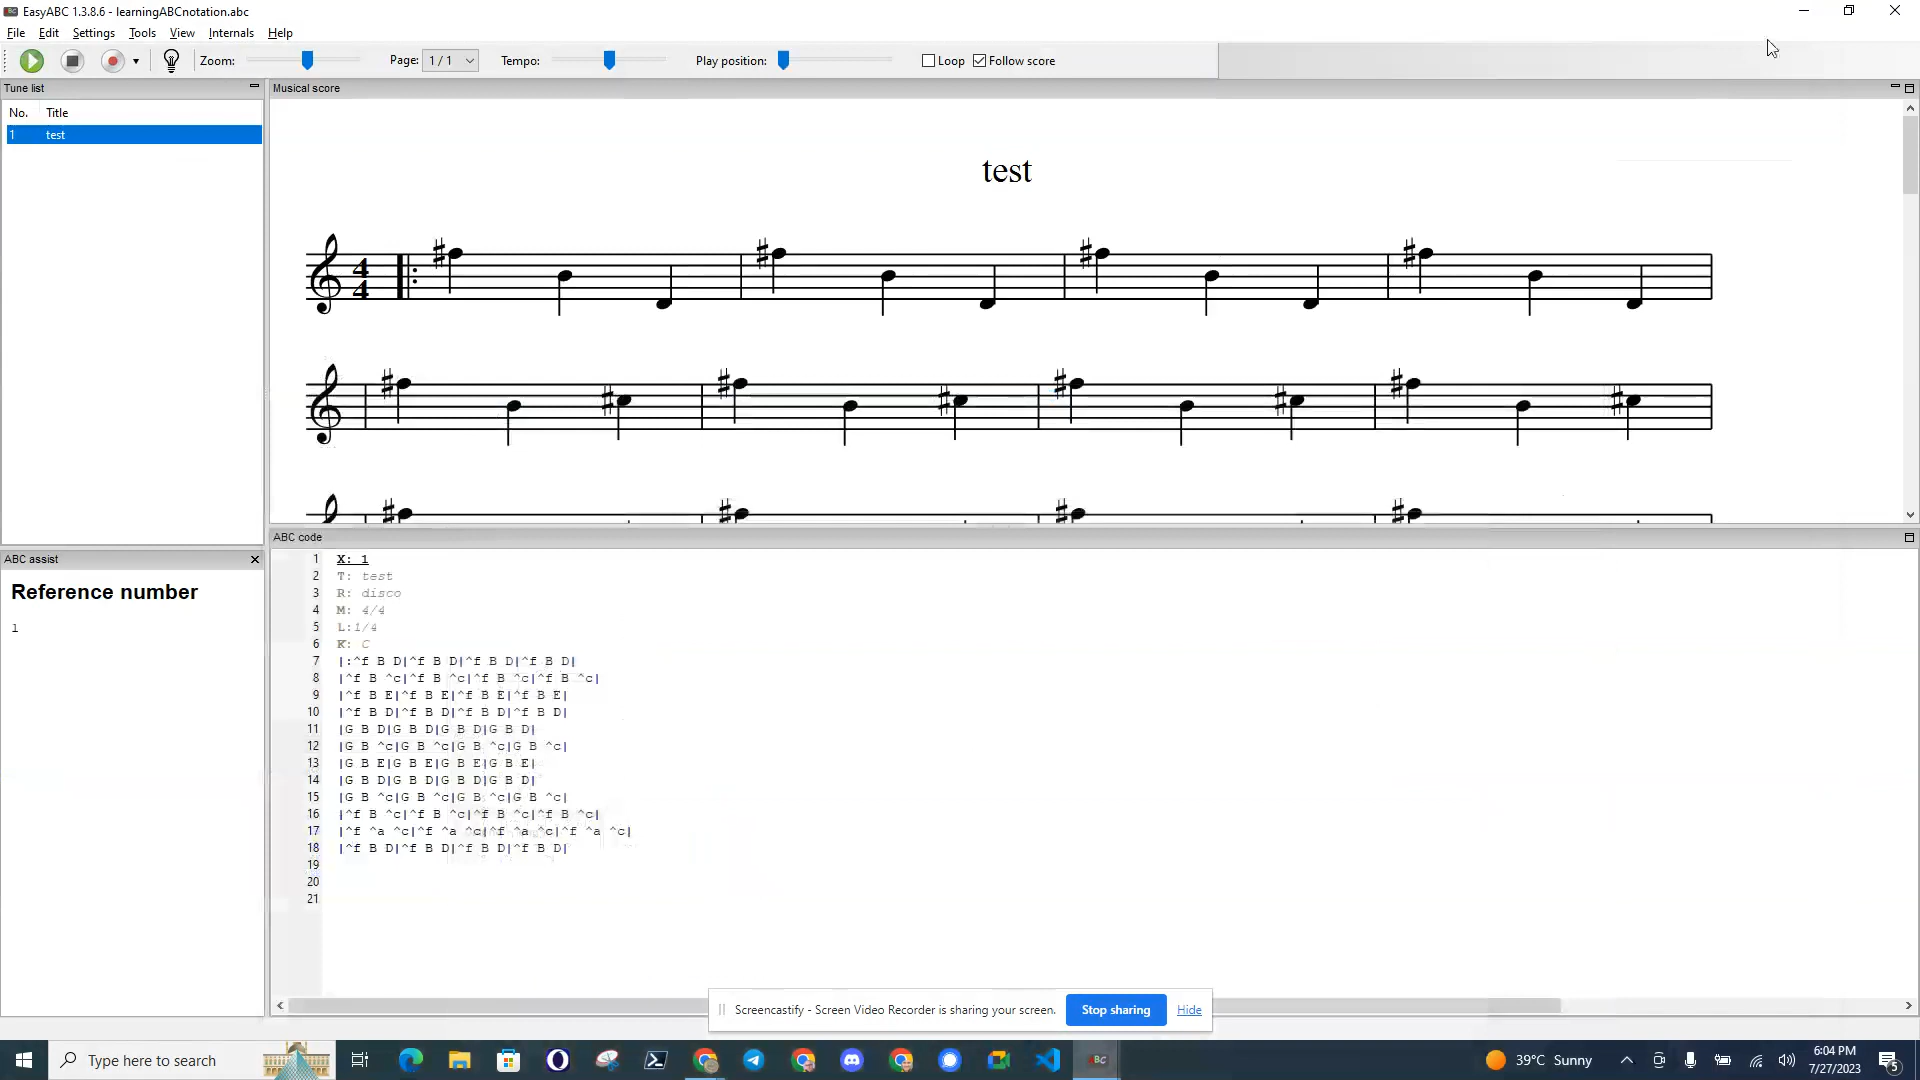 EasyABC 1.3.8.6 - learningABCnotation.abc
File Edit Settings Tools View Internals Help
Zoom: Page: 1 / 1 Tempo: Play position: Loop Follow score
Tune list
No. Title
1 test
Musical score
test
4
4
ABC assist
Reference number
1
ABC code
1 X: 1
2 T: test
3 R: disco
4 M: 4/4
5 L:1/4
6 K: C
7 |:^f B D|^f B D|^f B D|^f B D|
8 |^f B ^c|^f B ^c|^f B ^c|^f B ^c|
9 |^f B E|^f B E|^f B E|^f B E|
10 |^f B D|^f B D|^f B D|^f B D|
11 |G B D|G B D|G B D|G B D|
12 |G B ^c|G B ^c|G B ^c|G B ^c|
13 |G B E|G B E|G B E|G B E|
14 |G B D|G B D|G B D|G B D|
15 |G B ^c|G B ^c|G B ^c|G B ^c|
16 |^f B ^c|^f B ^c|^f B ^c|^f B ^c|
17 |^f ^a ^c|^f ^a ^c|^f ^a ^c|^f ^a ^c|
18 |^f B D|^f B D|^f B D|^f B D|
19
20
21
Screencastify - Screen Video Recorder is sharing your screen. Stop sharing Hide
Type here to search
ABC
39°C Sunny
6:04 PM
7/27/2023
5